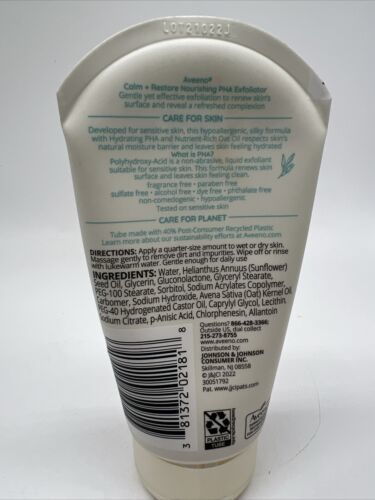 LOT21022J
Aveeno®
Calm + Restore Nourishing PHA Exfoliator
Gentle yet effective exfoliation to renew skin's
surface and reveal a refreshed complexion
CARE FOR SKIN
Developed for sensitive skin, this hypoallergenic, silky formula
with Hydrating PHA and Nutrient-Rich Oat Oil respects skin's
natural moisture barrier and leaves skin feeling hydrated
What is PHA?
Polyhydroxy-Acid is a non-abrasive, liquid exfoliant
suitable for sensitive skin. This formula renews skin
surface and leaves skin feeling clean.
fragrance free · paraben free
sulfate free · alcohol free · dye free · phthalate free
non-comedogenic · hypoallergenic
Tested on sensitive skin
CARE FOR PLANET
Tube made with 40% Post-Consumer Recycled Plastic
Learn more about our sustainability efforts at Aveeno.com
DIRECTIONS: Apply a quarter-size amount to wet or dry skin.
Massage gently to remove dirt and impurities. Wipe off or rinse
with lukewarm water. Gentle enough for daily use
INGREDIENTS: Water, Helianthus Annuus (Sunflower)
Seed Oil, Glycerin, Gluconolactone, Glyceryl Stearate,
PEG-100 Stearate, Sorbitol, Sodium Acrylates Copolymer,
Carbomer, Sodium Hydroxide, Avena Sativa (Oat) Kernel Oil,
PEG-40 Hydrogenated Castor Oil, Caprylyl Glycol, Lecithin,
Sodium Citrate, p-Anisic Acid, Chlorphenesin, Allantoin
Questions? 866-428-3366;
Outside US, dial collect
215-273-8755
www.aveeno.com
Distributed by:
JOHNSON & JOHNSON
CONSUMER INC.
Skillman, NJ 08558
© J&JCI 2022
30051792
Pat. www.jjcipats.com
3 81372 02181 8
PLASTIC
TUBE